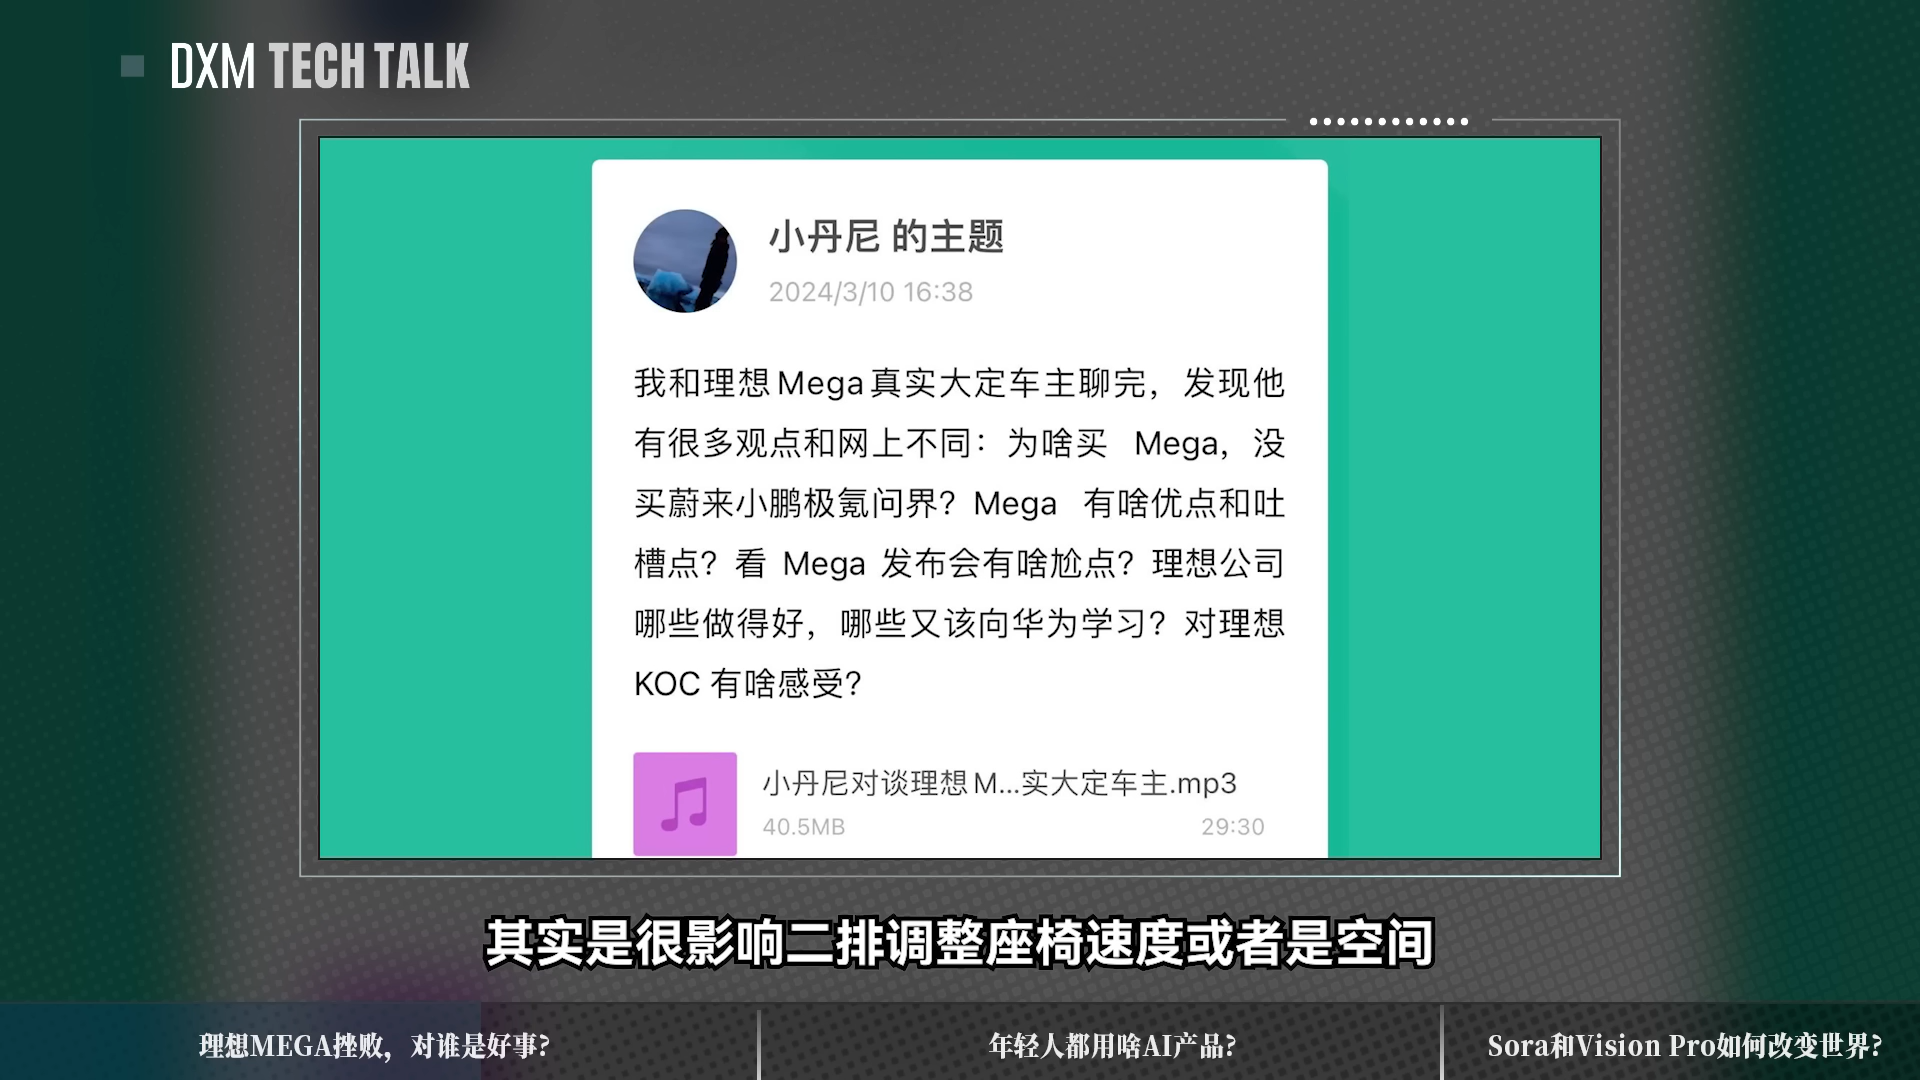 DXM TECH TALK
小丹尼 的主题
2024/3/10 16:38
我和理想Mega真实大定车主聊完，发现他
有很多观点和网上不同：为啥买 Mega，没
买蔚来小鹏极氪问界？Mega 有啥优点和吐
槽点？看 Mega 发布会有啥尬点？理想公司
哪些做得好，哪些又该向华为学习？对理想
KOC 有啥感受？
小丹尼对谈理想M...实大定车主.mp3
40.5MB 29:30
其实是很影响二排调整座椅速度或者是空间
理想MEGA挫败，对谁是好事？
年轻人都用啥AI产品？
Sora和Vision Pro如何改变世界？